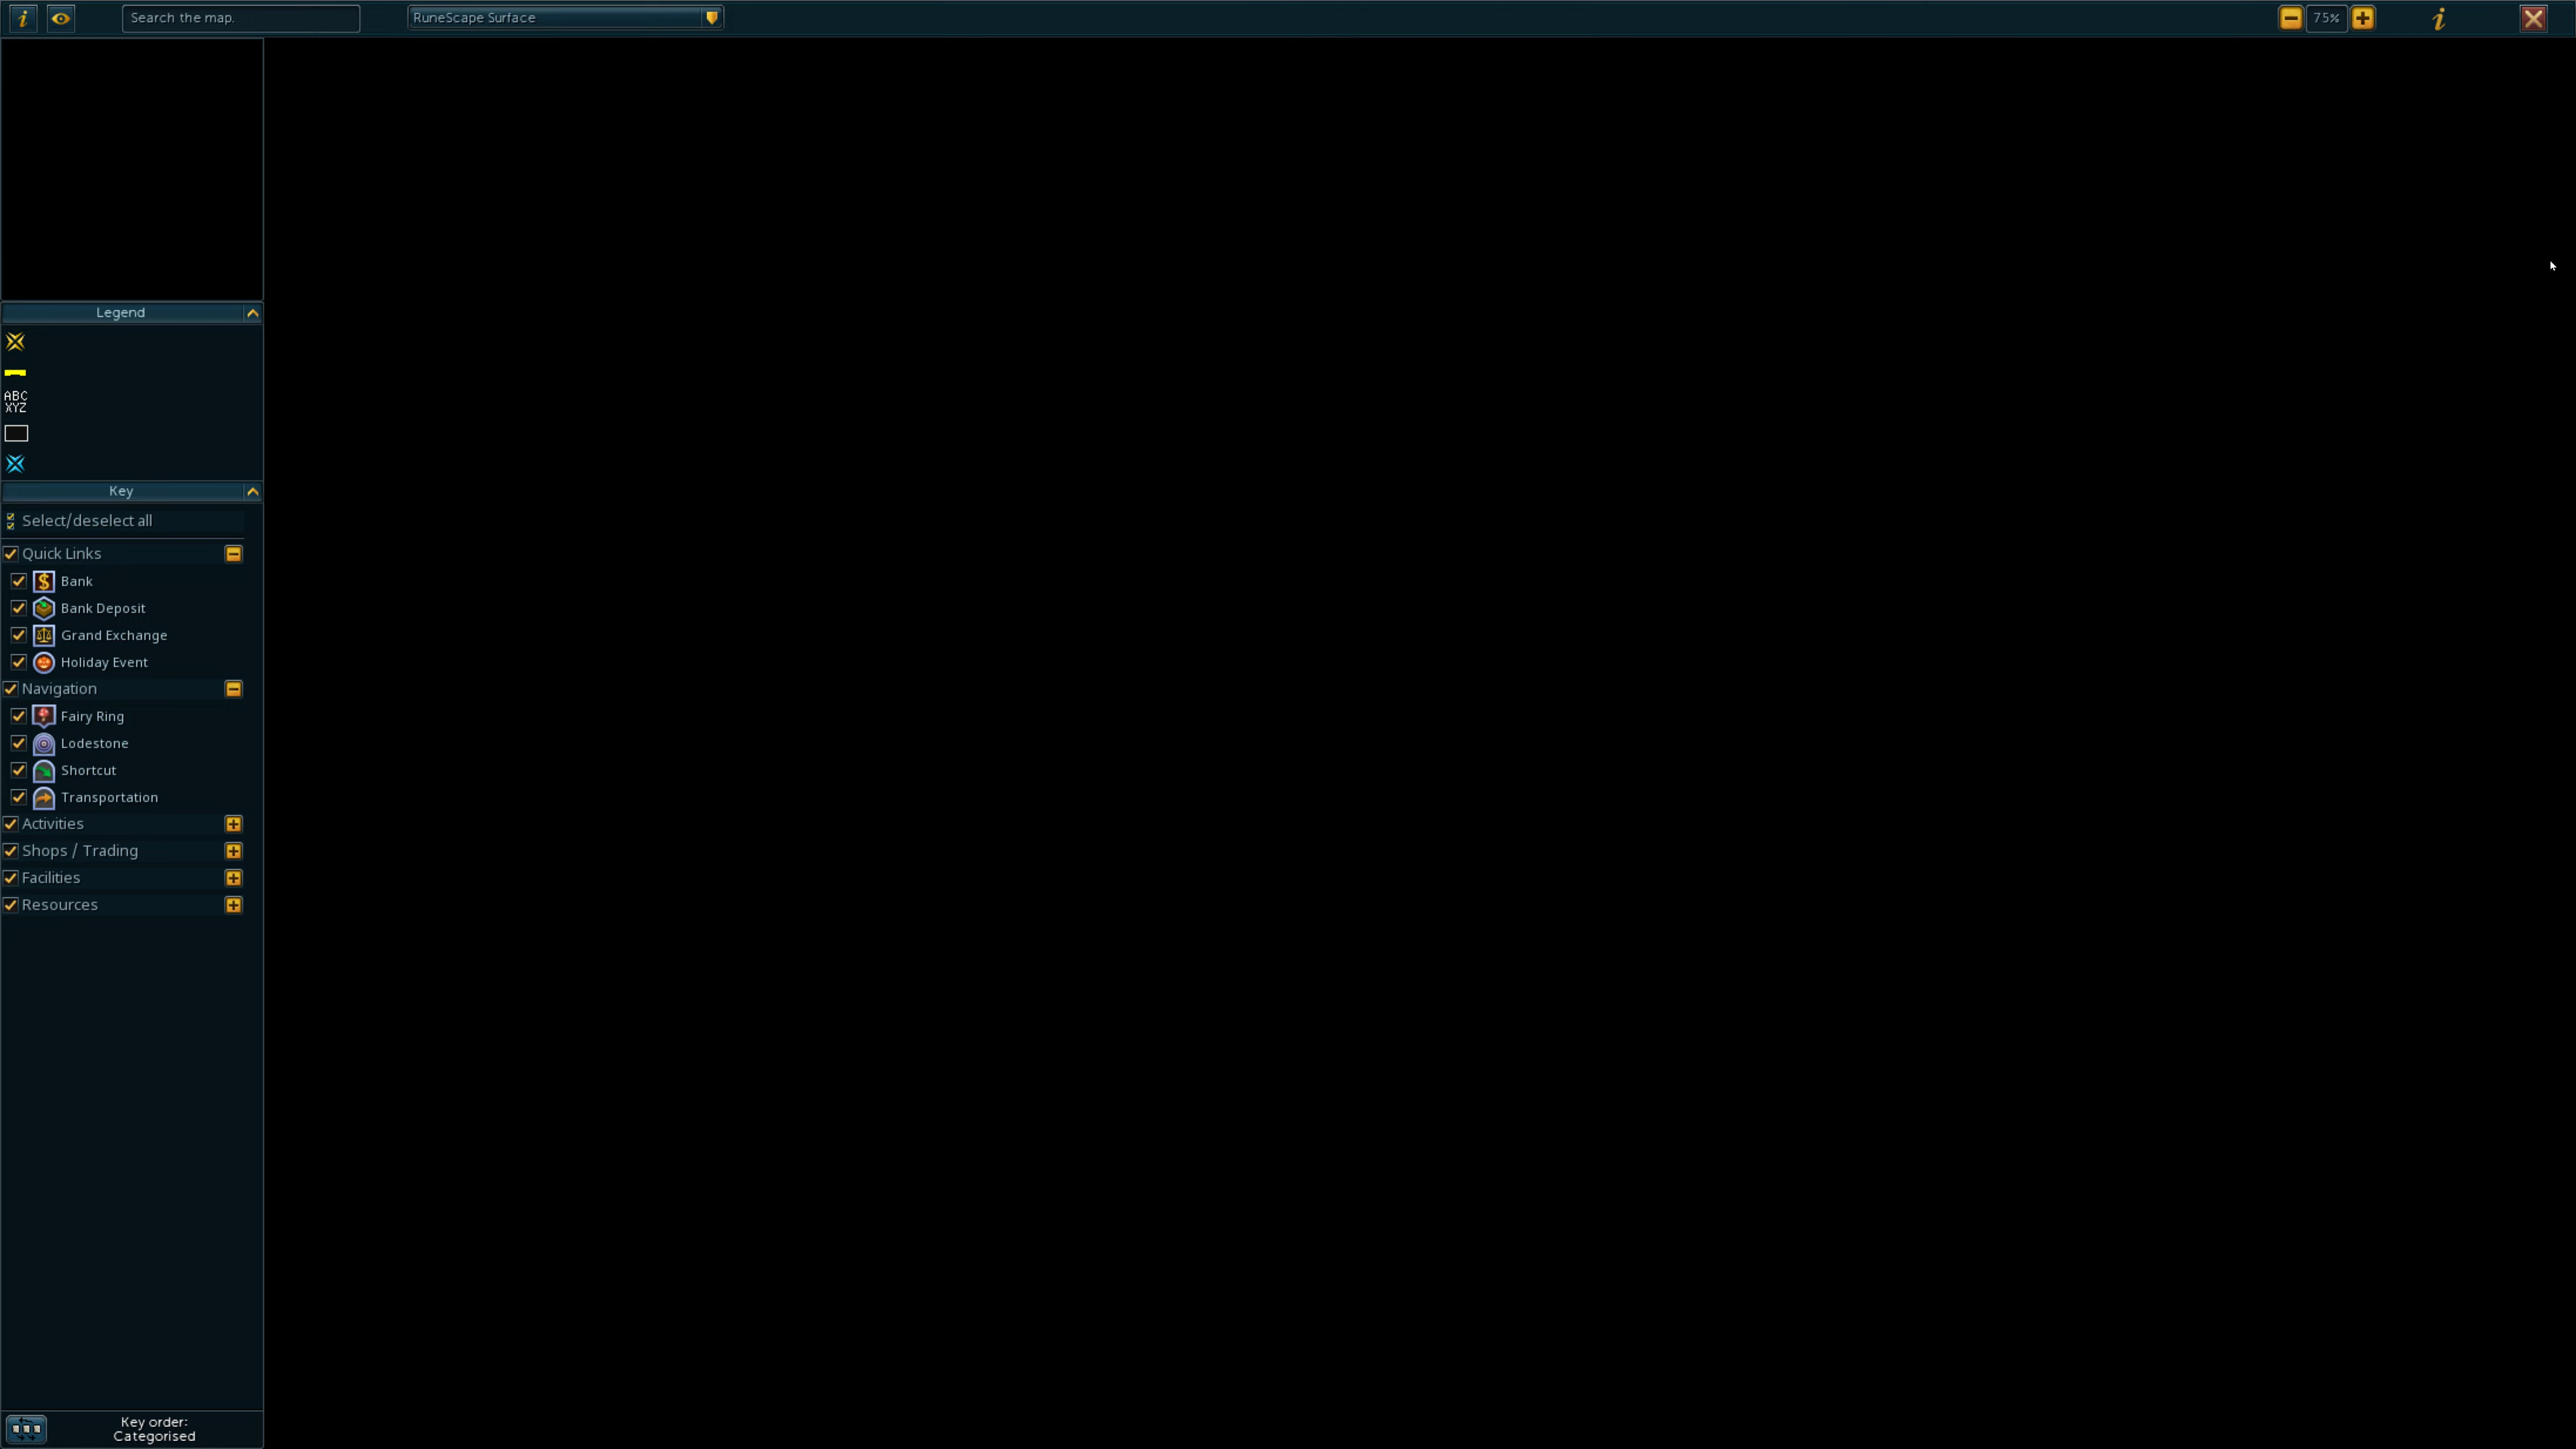 Search the map.
RuneScape Surface
75%
Legend
ABC
XYZ
Key
Select/deselect all
Quick Links
Bank
Bank Deposit
Grand Exchange
Holiday Event
Navigation
Fairy Ring
Lodestone
Shortcut
Transportation
Activities
Shops / Trading
Facilities
Resources
Key order:
Categorised